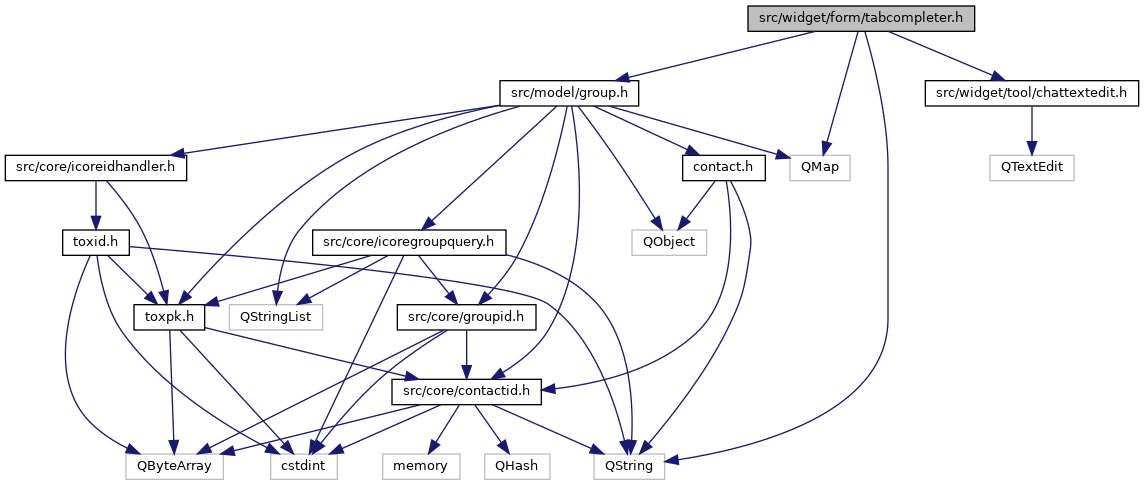 src/widget/form/tabcompleter.h
src/model/group.h
src/widget/tool/chattextedit.h
src/core/icoreidhandler.h
contact.h
QMap
QTextEdit
toxid.h
src/core/icoregroupquery.h
QObject
toxpk.h
QStringList
src/core/groupid.h
src/core/contactid.h
QByteArray
cstdint
memory
QHash
QString